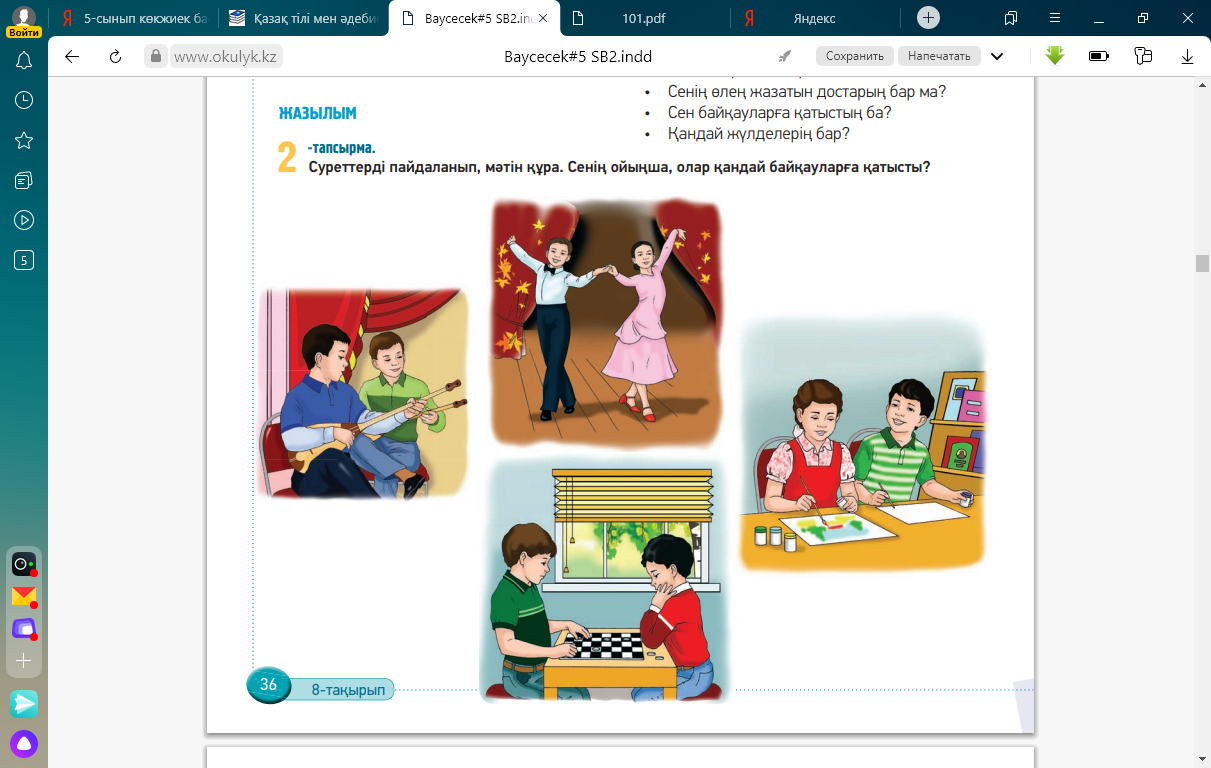 Войти
5-сынып көкжиек ба
Қазақ тілі мен әдеби
Baycecek#5 SB2.in
101.pdf
Яндекс
www.okulyk.kz
Baycecek#5 SB2.indd
Сохранить
Напечатать
5
• Сенің өлең жазатын достарың бар ма?
• Сен байқауларға қатыстың ба?
• Қандай жүлделерің бар?
ЖАЗЫЛЫМ
2 -тапсырма.
Суреттерді пайдаланып, мәтін құра. Сенің ойыңша, олар қандай байқауларға қатысты?
36 8-тақырып